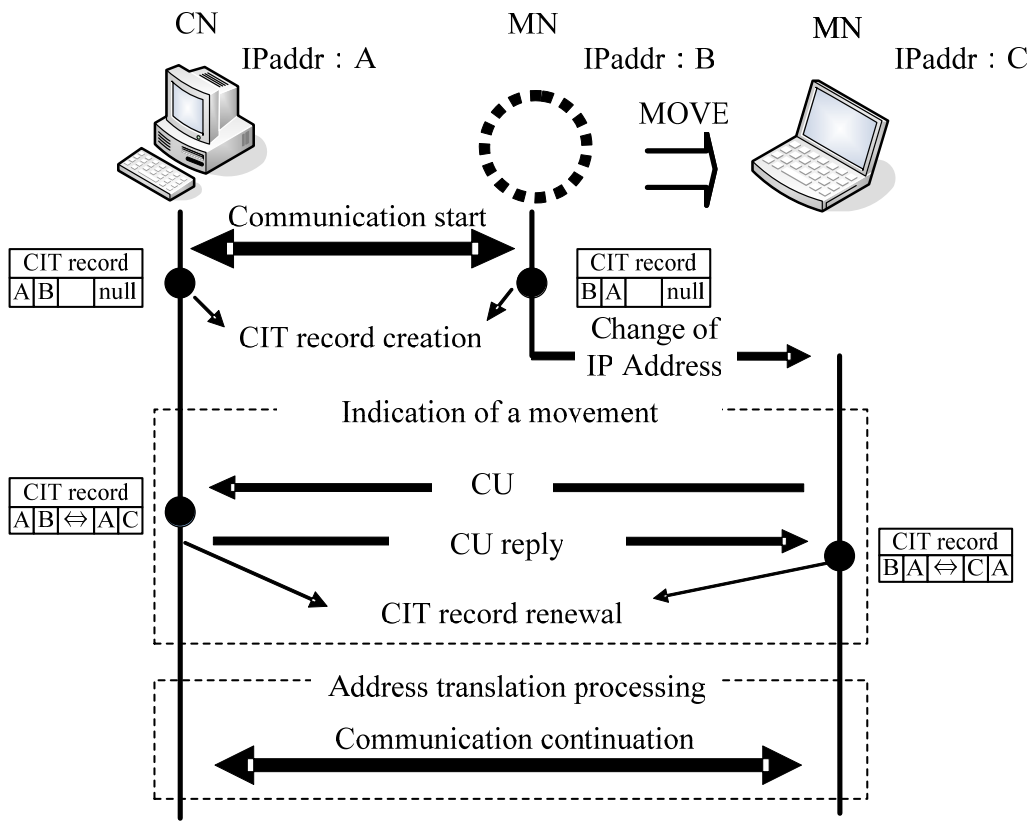 CN
IPaddr：A
MN
IPaddr：B
MN
IPaddr：C
MOVE
Communication start
CIT record
A B null
CIT record
B A null
CIT record creation
Change of
IP Address
Indication of a movement
CU
CIT record
A B ⇔ A C
CU reply
CIT record
B A ⇔ C A
CIT record renewal
Address translation processing
Communication continuation